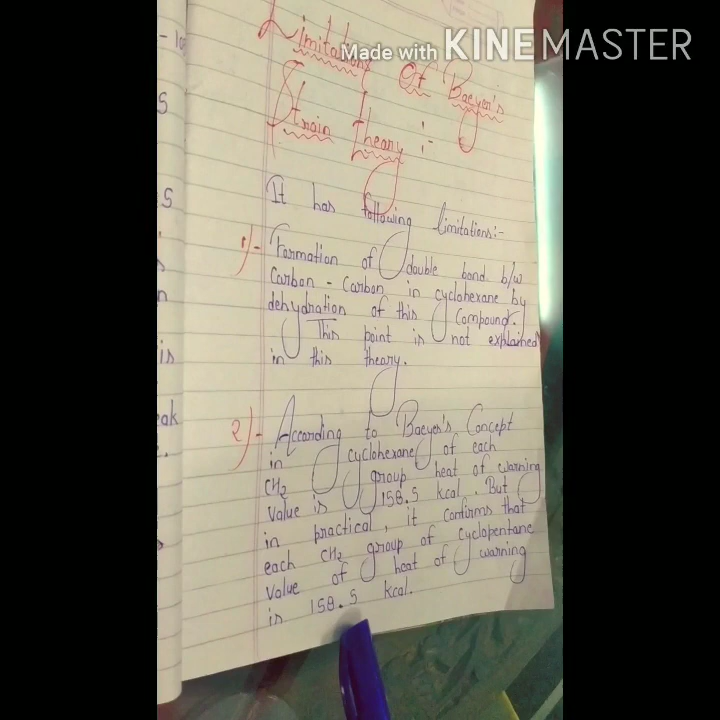 - 10
S
S
n
is
eak
Made with KINEMASTER
Limitations Of Baeyer's
Strain Theory :-
It has following limitations:-
1)- Formation of double bond b/w
Carbon - Carbon in cyclohexane by
dehydration of this Compound.
This point is not explained
in this theory.
2)- According to Baeyer's Concept
in cyclohexane of each
CH2 group heat of warning
value is 158.5 kcal. But
in practical, it confirms that
each CH2 group of cyclopentane
value of heat of warning
is 158.5 kcal.